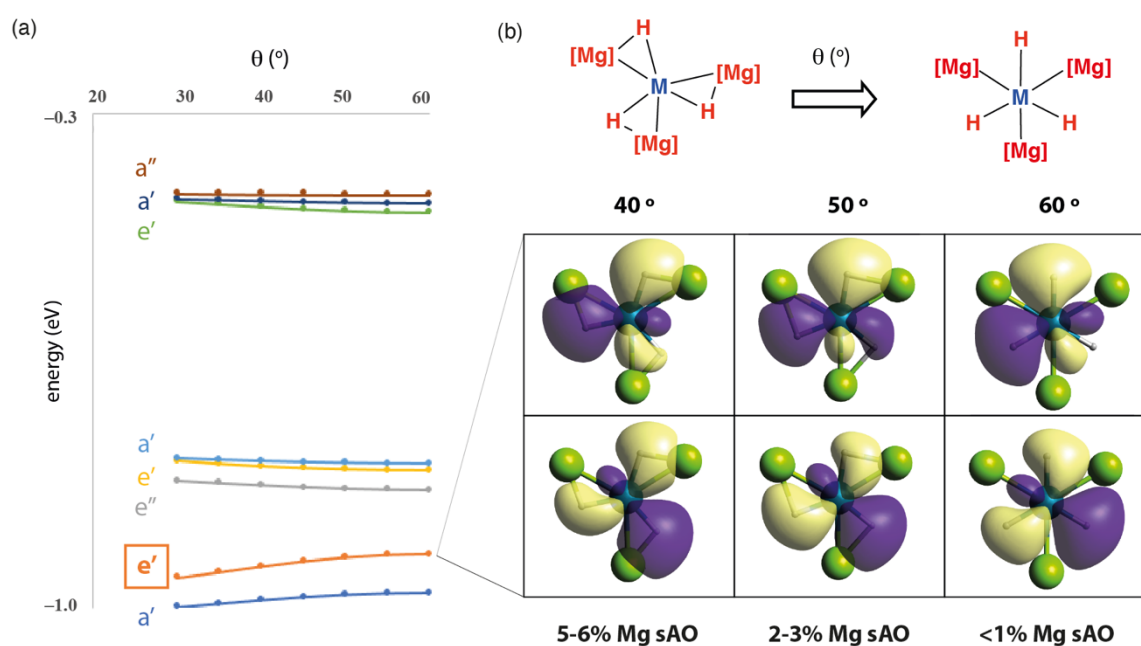 (a)
θ (º)
20 30 40 50 60
–0.3
a″
a′
e′
energy (eV)
a′
e′
e″
e′
a′
–1.0
(b)
H
[Mg]
[Mg]
M
H
H
[Mg]
θ (º)
H
[Mg]
[Mg]
M
H
H
[Mg]
40 º
50 º
60 º
5-6% Mg sAO
2-3% Mg sAO
<1% Mg sAO